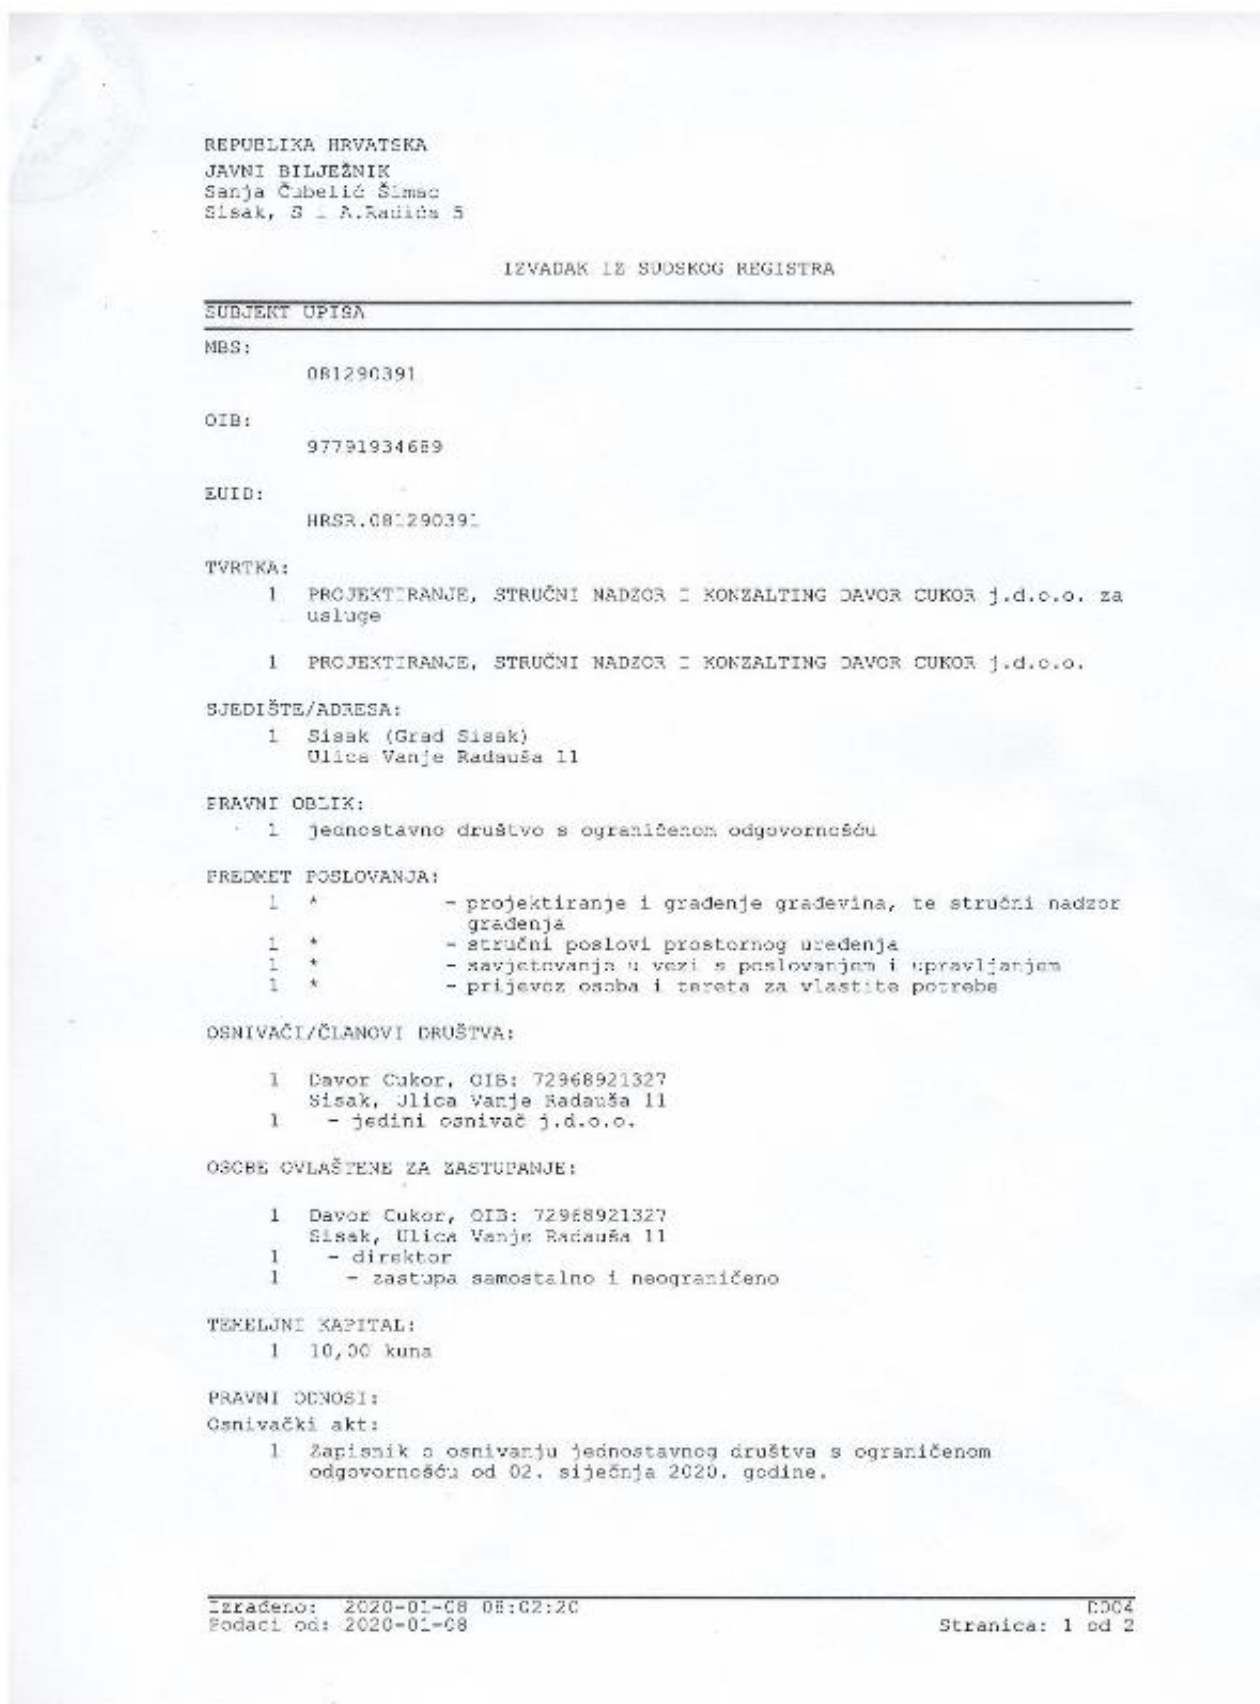 REPUBLIKA HRVATSKA
JAVNI BILJEŽNIK
Sanja Čubelić Šimac
Sisak, S i A.Radića 5
IZVADAK IZ SUDSKOG REGISTRA
SUBJEKT UPISA
MBS:
081290391
OIB:
97791934689
EUID:
HRSR.081290391
TVRTKA:
1 PROJEKTIRANJE, STRUČNI NADZOR I KONZALTING DAVOR CUKOR j.d.o.o. za
usluge
1 PROJEKTIRANJE, STRUČNI NADZOR I KONZALTING DAVOR CUKOR j.d.o.o.
SJEDIŠTE/ADRESA:
1 Sisak (Grad Sisak)
Ulica Vanje Radauša 11
PRAVNI OBLIK:
1 jednostavno društvo s ograničenom odgovornošću
PREDMET POSLOVANJA:
1 * - projektiranje i građenje građevina, te stručni nadzor
građenja
1 * - stručni poslovi prostornog uređenja
1 * - savjetovanje u vezi s poslovanjem i upravljanjem
1 * - prijevoz osoba i tereta za vlastite potrebe
OSNIVAČI/ČLANOVI DRUŠTVA:
1 Davor Cukor, OIB: 72968921327
Sisak, Ulica Vanje Radauša 11
1 - jedini osnivač j.d.o.o.
OSOBE OVLAŠTENE ZA ZASTUPANJE:
1 Davor Cukor, OIB: 72968921327
Sisak, Ulica Vanje Radauša 11
1 - direktor
1 - zastupa samostalno i neograničeno
TEMELJNI KAPITAL:
1 10,00 kuna
PRAVNI ODNOSI:
Osnivački akt:
1 Zapisnik o osnivanju jednostavnog društva s ograničenom
odgovornošću od 02. siječnja 2020. godine.
Izrađeno: 2020-01-08 08:02:20 D004
Podaci od: 2020-01-08 Stranica: 1 od 2